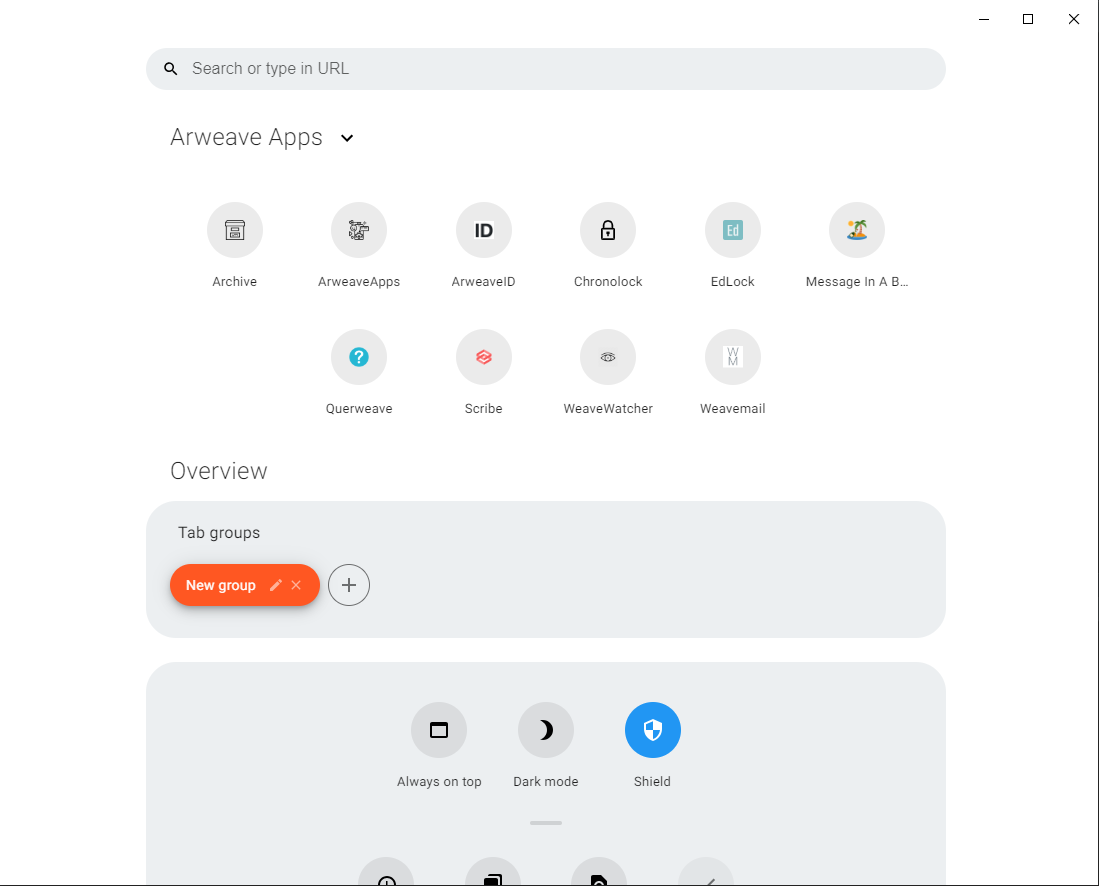 Search or type in URL
Arweave Apps
ID
Ed
Archive
ArweaveApps
ArweaveID
Chronolock
EdLock
Message In A B...
?
W
M
Querweave
Scribe
WeaveWatcher
Weavemail
Overview
Tab groups
New group
Always on top
Dark mode
Shield